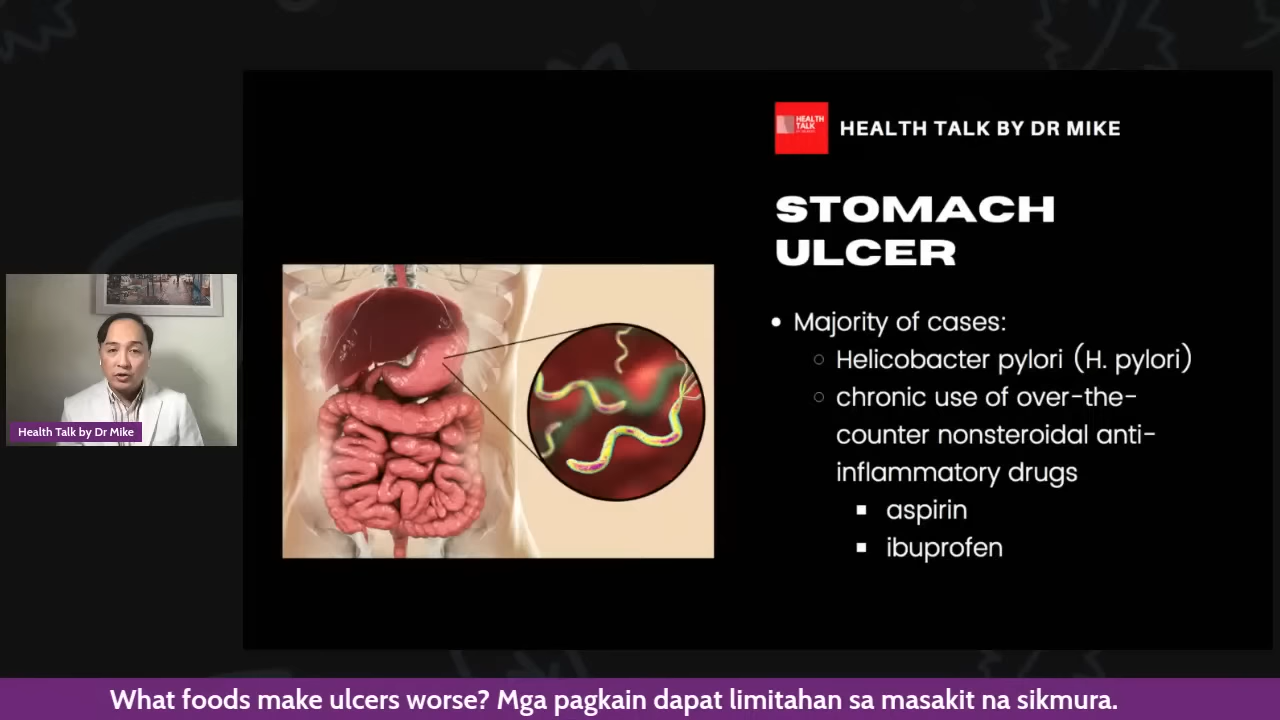 HEALTH
TALK
HEALTH TALK BY DR MIKE
STOMACH
ULCER
• Majority of cases:
○ Helicobacter pylori (H. pylori)
○ chronic use of over-the-
counter nonsteroidal anti-
inflammatory drugs
▪ aspirin
▪ ibuprofen
Health Talk by Dr Mike
What foods make ulcers worse? Mga pagkain dapat limitahan sa masakit na sikmura.